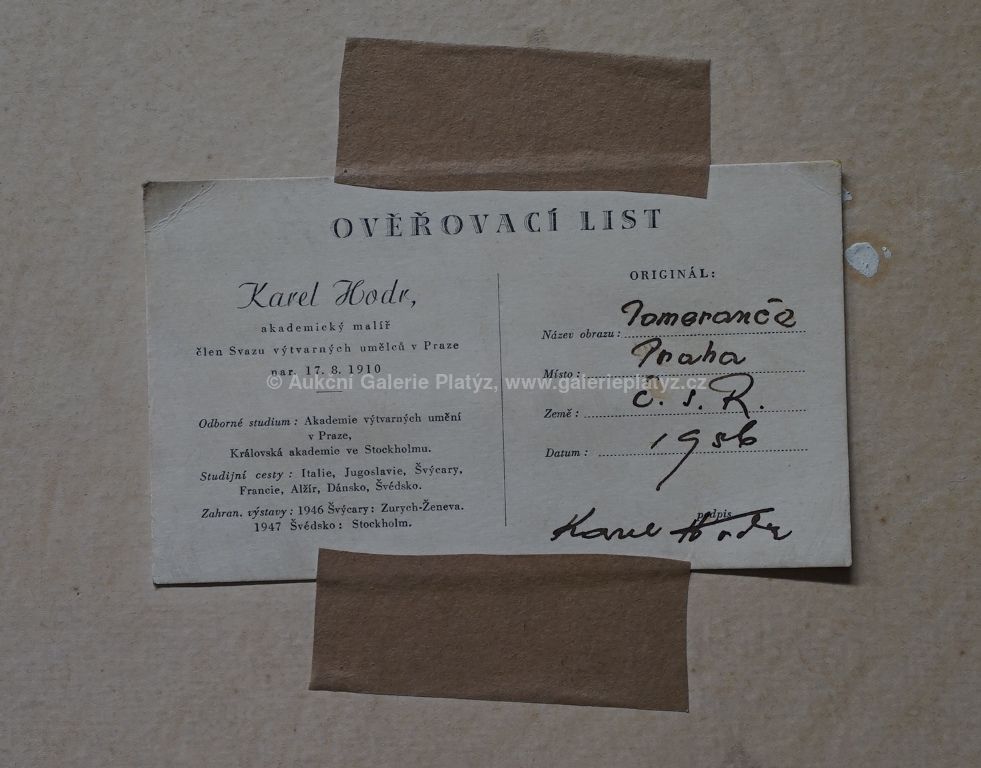 OVĚŘOVACÍ LIST
Karel Hodr,
akademický malíř
člen Svazu výtvarných umělců v Praze
nar. 17. 8. 1910
Odborné studium: Akademie výtvarných umění
v Praze,
Královská akademie ve Stockholmu.
Studijní cesty: Italie, Jugoslavie, Švýcary,
Francie, Alžír, Dánsko, Švédsko.
Zahran. výstavy: 1946 Švýcary: Zurych-Ženeva.
1947 Švédsko: Stockholm.
ORIGINÁL:
Název obrazu: Pomeranče
Místo: Praha
Země: Č. S. R.
Datum: 1956
podpis
Karel Hodr
© Aukční Galerie Platýz, www.galerieplatyz.cz